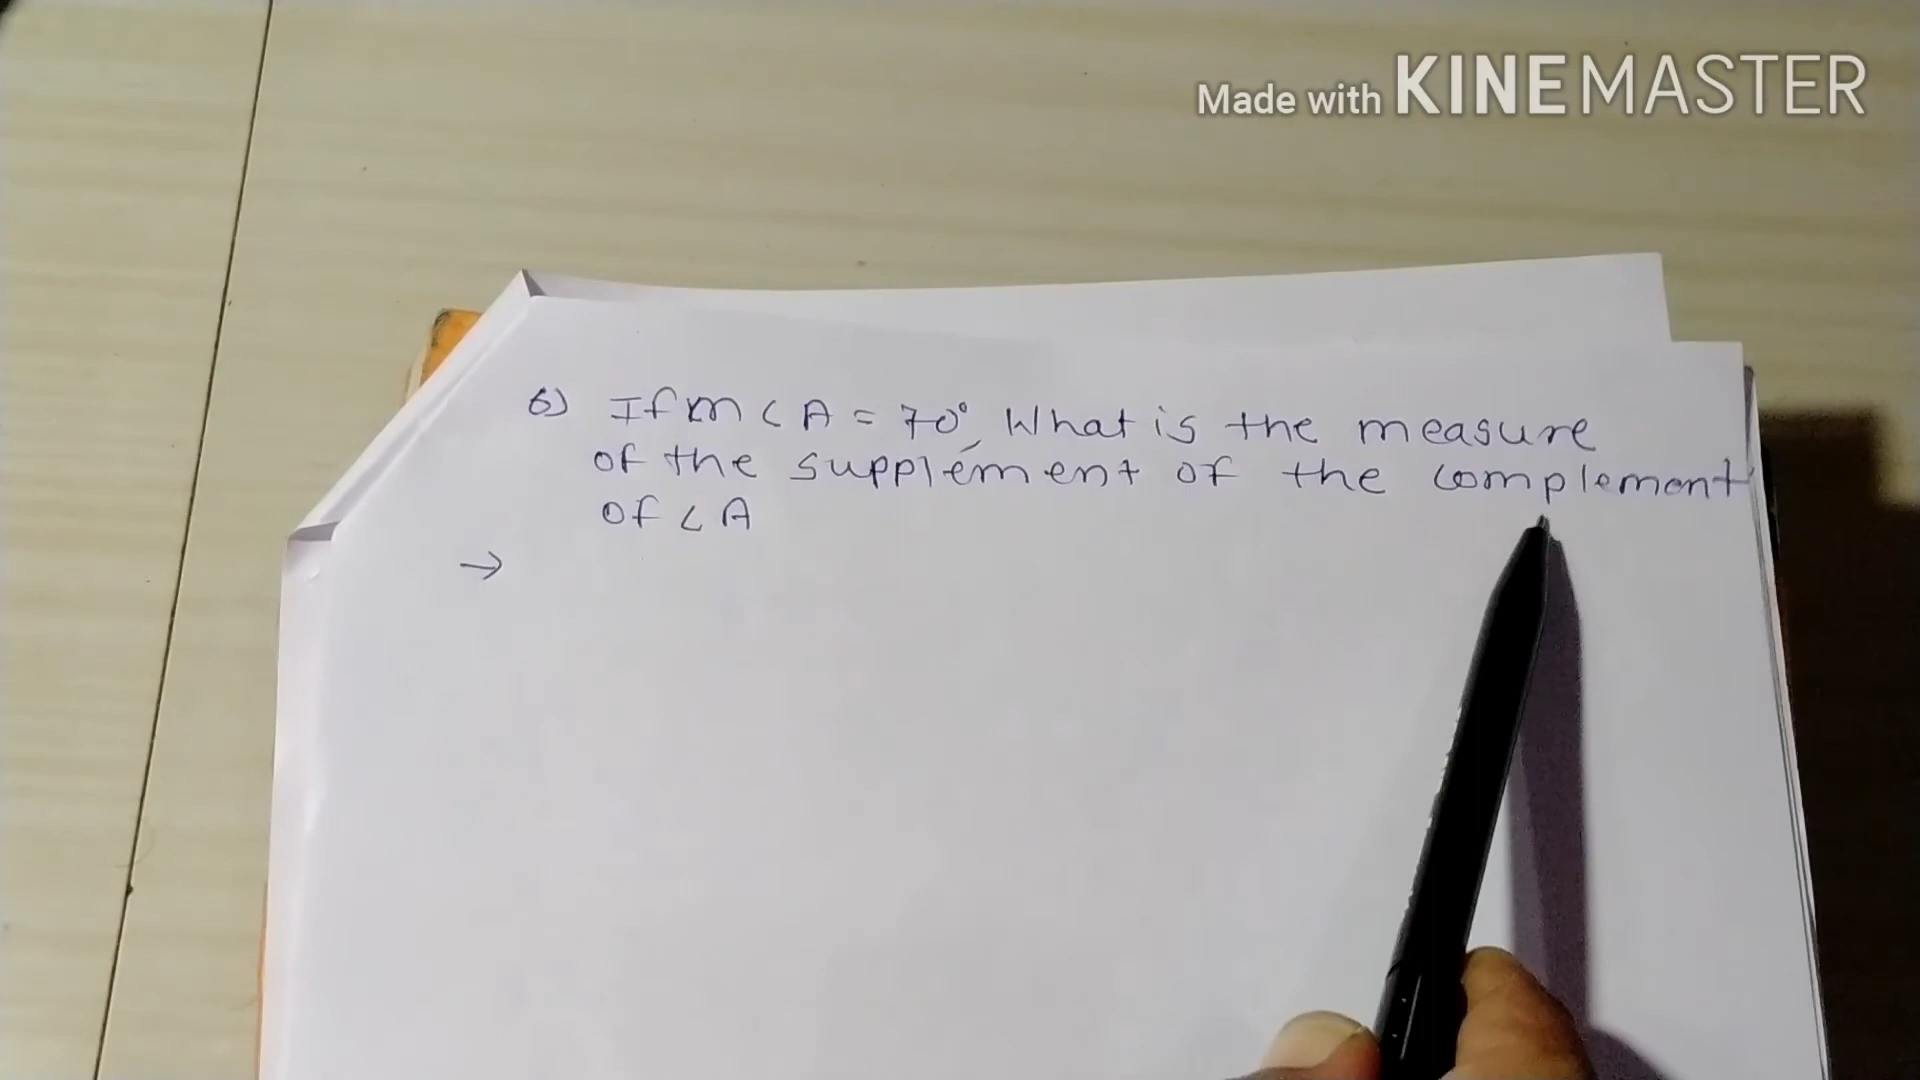 Made with KINEMASTER
6) If m∠A = 70°, What is the measure
of the supplement of the complement
of ∠A
→